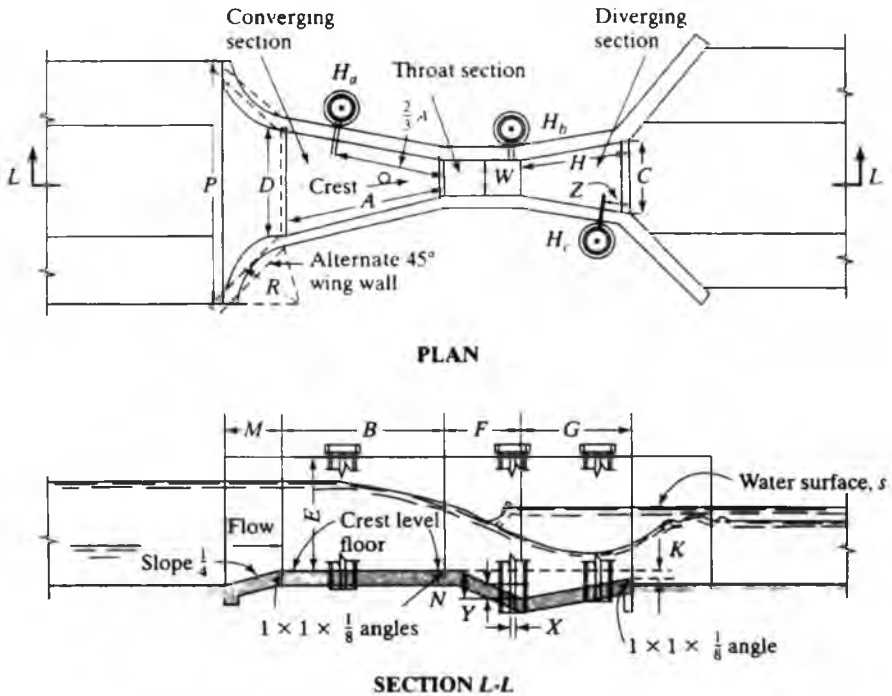 Converging
section
Diverging
section
Throat section
H_a
2/3 A
H_b
L
P
D
Crest
A
W
H
Z
C
L
H_c
Alternate 45°
wing wall
R
PLAN
M
B
F
G
Water surface, s
Flow
E
Crest level
floor
K
Slope 1/4
N
Y
X
1 × 1 × 1/8 angles
1 × 1 × 1/8 angle
SECTION L-L